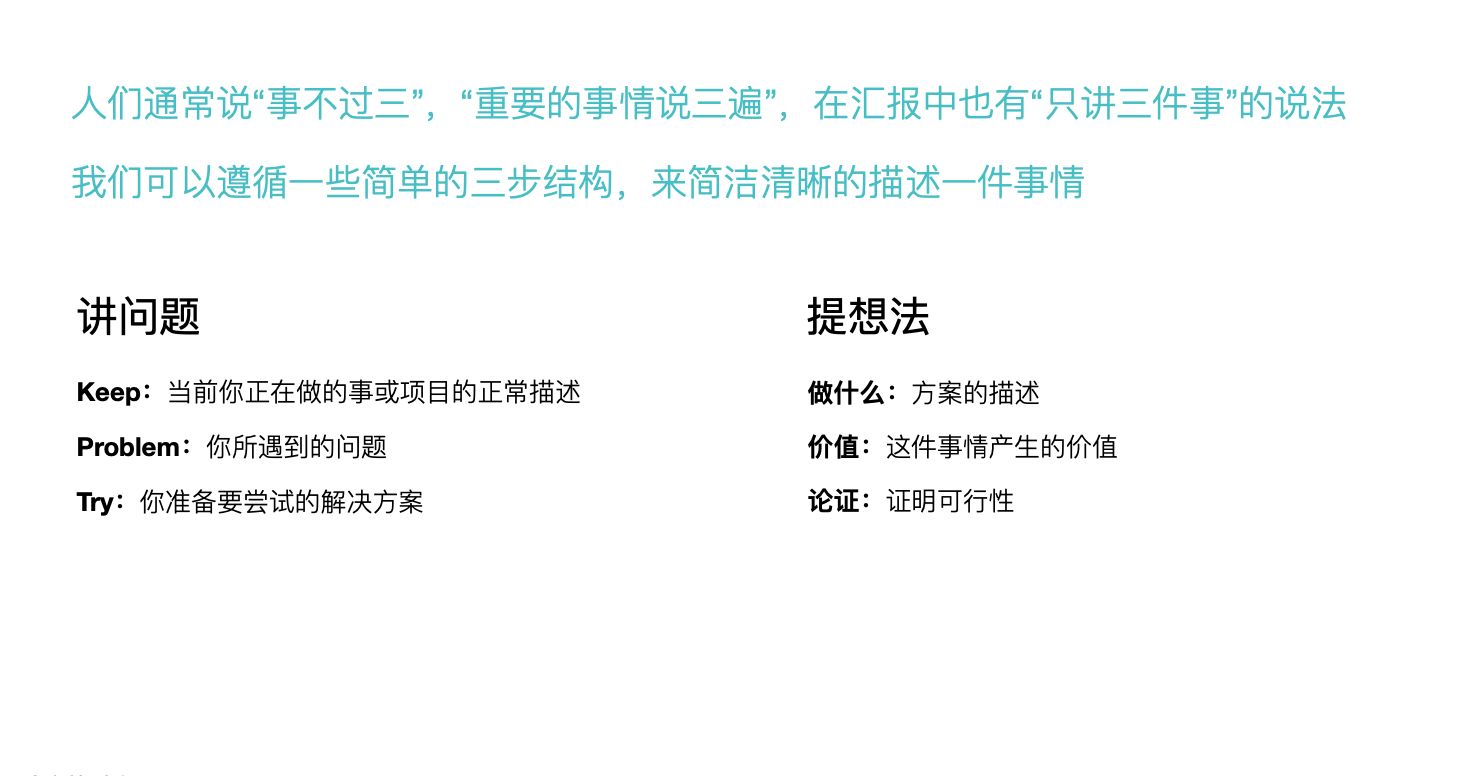 人们通常说“事不过三”，“重要的事情说三遍”，在汇报中也有“只讲三件事”的说法
我们可以遵循一些简单的三步结构，来简洁清晰的描述一件事情
讲问题
Keep：当前你正在做的事或项目的正常描述
Problem：你所遇到的问题
Try：你准备要尝试的解决方案
提想法
做什么：方案的描述
价值：这件事情产生的价值
论证：证明可行性